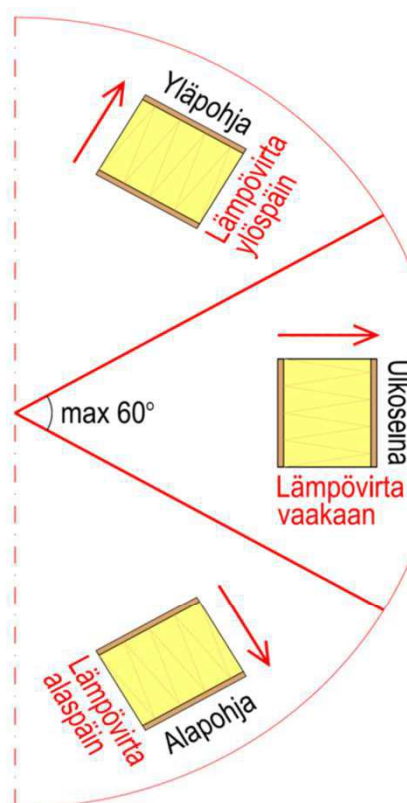 Yläpohja
Lämpövirta
ylöspäin
Ulkoseinä
Lämpövirta
vaakaan
max 60°
Lämpövirta
alaspäin
Alapohja